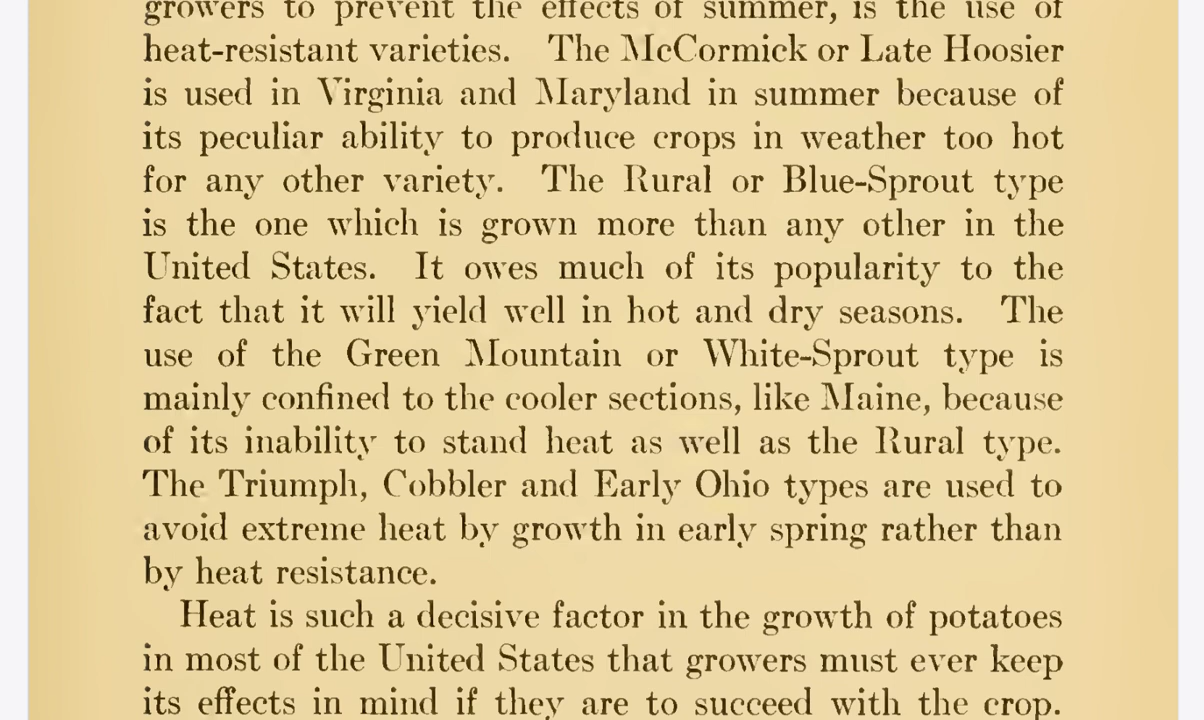 growers to prevent the effects of summer, is the use of
heat-resistant varieties. The McCormick or Late Hoosier
is used in Virginia and Maryland in summer because of
its peculiar ability to produce crops in weather too hot
for any other variety. The Rural or Blue-Sprout type
is the one which is grown more than any other in the
United States. It owes much of its popularity to the
fact that it will yield well in hot and dry seasons. The
use of the Green Mountain or White-Sprout type is
mainly confined to the cooler sections, like Maine, because
of its inability to stand heat as well as the Rural type.
The Triumph, Cobbler and Early Ohio types are used to
avoid extreme heat by growth in early spring rather than
by heat resistance.
Heat is such a decisive factor in the growth of potatoes
in most of the United States that growers must ever keep
its effects in mind if they are to succeed with the crop.